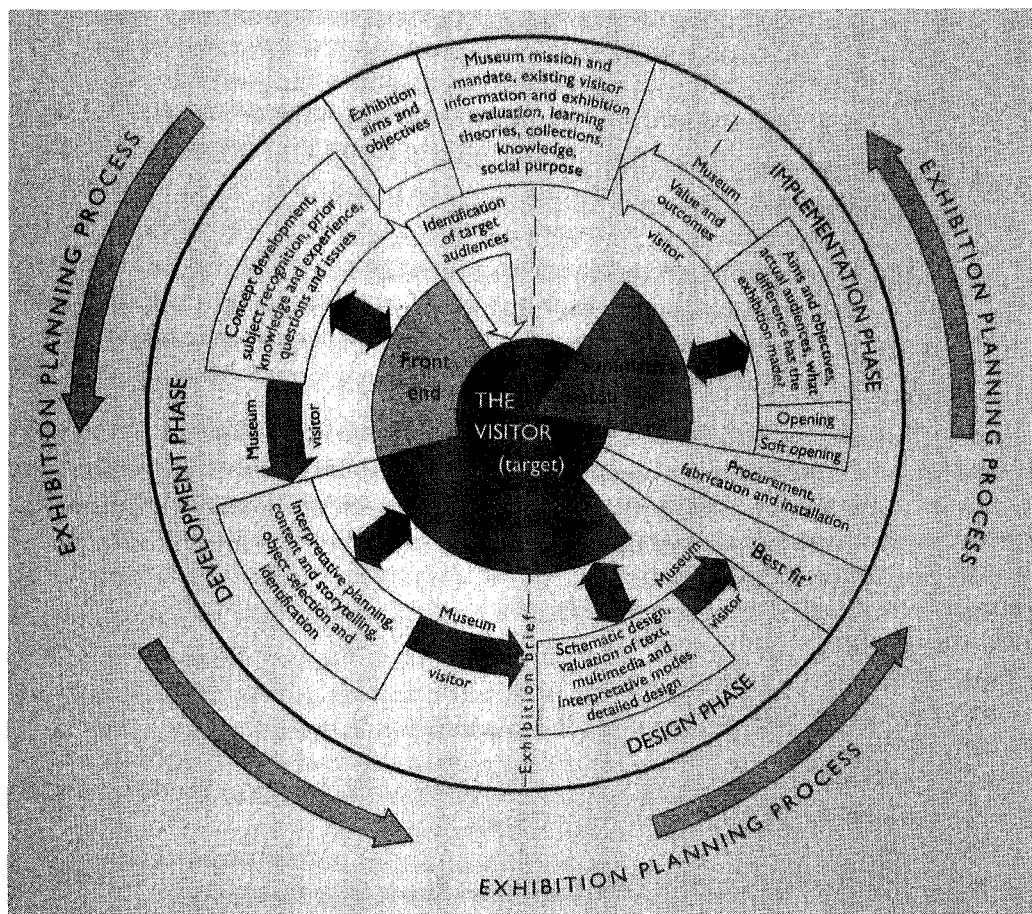 EXHIBITION PLANNING PROCESS
EXHIBITION PLANNING PROCESS
EXHIBITION PLANNING PROCESS
Museum mission and
mandate, existing visitor
information and exhibition
evaluation, learning
theories, collections,
knowledge,
social purpose
Exhibition
aims and
objectives
Identification
of target
audiences
Concept development,
subject recognition, prior
knowledge and experience,
questions and issues
Front
end
THE
VISITOR
(target)
Museum
visitor
DEVELOPMENT PHASE
Interpretative planning,
content and storytelling,
object selection and
identification
Museum
visitor
Exhibition brief
Schematic design,
valuation of text,
multimedia and
Interpretative modes,
detailed design
Museum
visitor
DESIGN PHASE
'Best fit'
Procurement,
fabrication and installation
Soft opening
Opening
Aims and objectives,
actual audiences, what
difference has the
exhibition made?
IMPLEMENTATION PHASE
Museum
Value and
outcomes
visitor